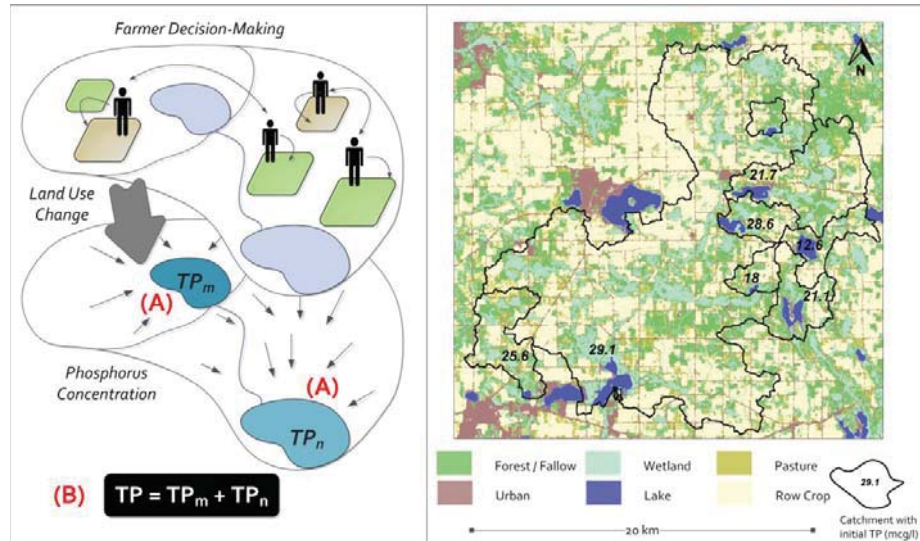 Farmer Decision-Making
Land Use
Change
TPm
(A)
Phosphorus
Concentration
(A)
TPn
(B)
TP = TPm + TPn
N
21.7
28.6
12.6
18
21.1
29.1
25.6
Forest / Fallow
Wetland
Pasture
Urban
Lake
Row Crop
29.1
20 km
Catchment with
initial TP (mcg/l)